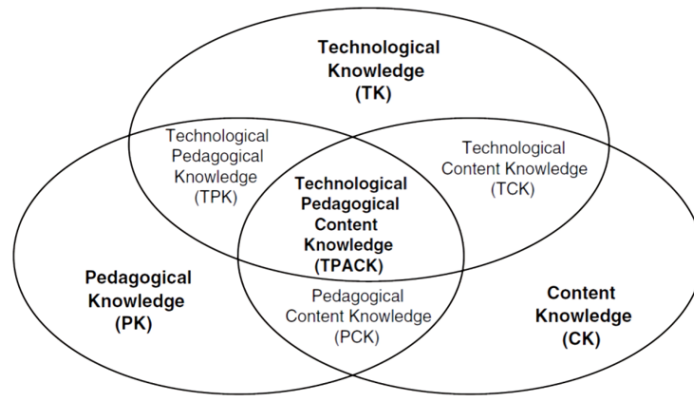 Technological
Knowledge
(TK)
Technological
Pedagogical
Knowledge
(TPK)
Technological
Content Knowledge
(TCK)
Technological
Pedagogical
Content
Knowledge
(TPACK)
Pedagogical
Knowledge
(PK)
Pedagogical
Content Knowledge
(PCK)
Content
Knowledge
(CK)